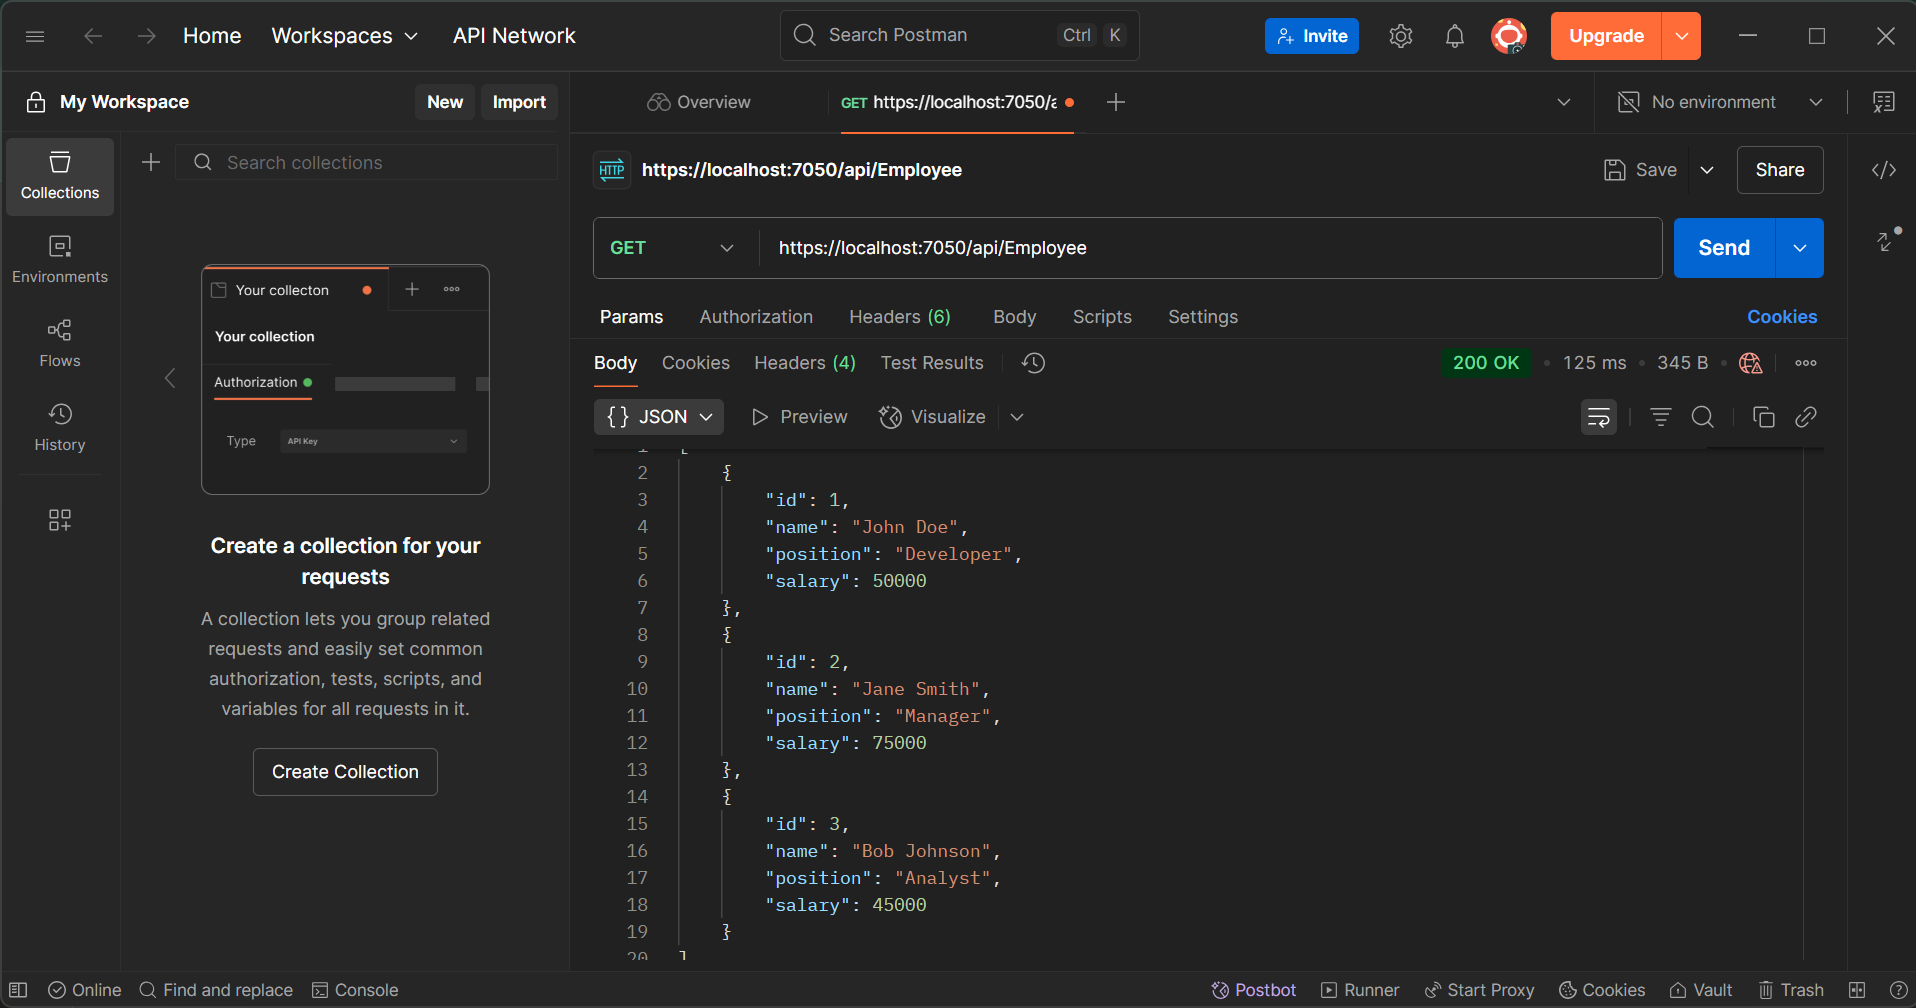 Home Workspaces API Network Search Postman Ctrl K Invite Upgrade
My Workspace New Import
Overview GET https://localhost:7050/a No environment
Collections
Search collections
Environments
Flows
History
Your collecton
Your collection
Authorization
Type API Key
Create a collection for your
requests
A collection lets you group related
requests and easily set common
authorization, tests, scripts, and
variables for all requests in it.
Create Collection
HTTP https://localhost:7050/api/Employee Save Share
GET https://localhost:7050/api/Employee Send
Params Authorization Headers (6) Body Scripts Settings Cookies
Body Cookies Headers (4) Test Results 200 OK • 125 ms • 345 B •
{} JSON Preview Visualize
1 [
2 {
3 "id": 1,
4 "name": "John Doe",
5 "position": "Developer",
6 "salary": 50000
7 },
8 {
9 "id": 2,
10 "name": "Jane Smith",
11 "position": "Manager",
12 "salary": 75000
13 },
14 {
15 "id": 3,
16 "name": "Bob Johnson",
17 "position": "Analyst",
18 "salary": 45000
19 }
20 ]
Online Find and replace Console Postbot Runner Start Proxy Cookies Vault Trash